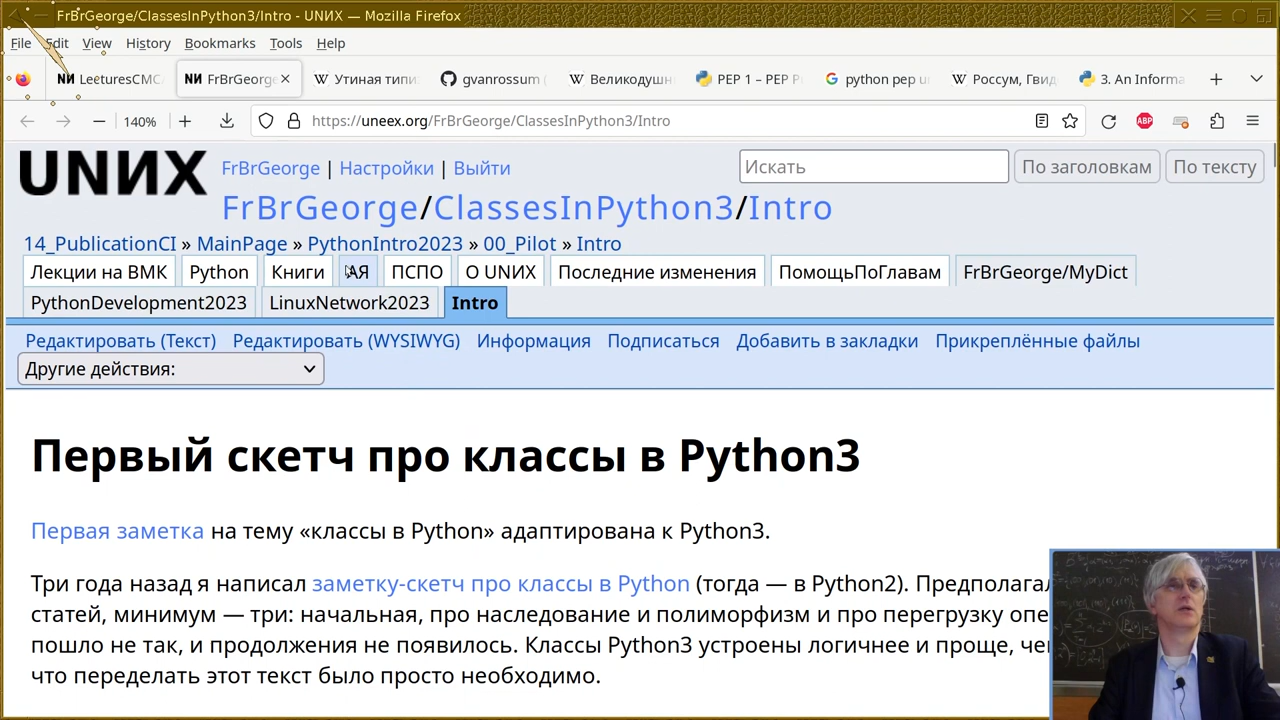 FrBrGeorge/ClassesInPython3/Intro - UNИX — Mozilla Firefox
File Edit View History Bookmarks Tools Help
LecturesCMC FrBrGeorge Утиная типи gvanrossum ( Великодушн PEP 1 – PEP P python pep u Россум, Гвид 3. An Informa
140% https://uneex.org/FrBrGeorge/ClassesInPython3/Intro ABP
UNИX FrBrGeorge | Настройки | Выйти Искать По заголовкам По тексту
FrBrGeorge/ClassesInPython3/Intro
14_PublicationCI » MainPage » PythonIntro2023 » 00_Pilot » Intro
Лекции на ВМК Python Книги АЯ ПСПО О UNИX Последние изменения ПомощьПоГлавам FrBrGeorge/MyDict
PythonDevelopment2023 LinuxNetwork2023 Intro
Редактировать (Текст) Редактировать (WYSIWYG) Информация Подписаться Добавить в закладки Прикреплённые файлы
Другие действия:
Первый скетч про классы в Python3
Первая заметка на тему «классы в Python» адаптирована к Python3.
Три года назад я написал заметку-скетч про классы в Python (тогда — в Python2). Предполагал
статей, минимум — три: начальная, про наследование и полиморфизм и про перегрузку опе
пошло не так, и продолжения не появилось. Классы Python3 устроены логичнее и проще, че
что переделать этот текст было просто необходимо.